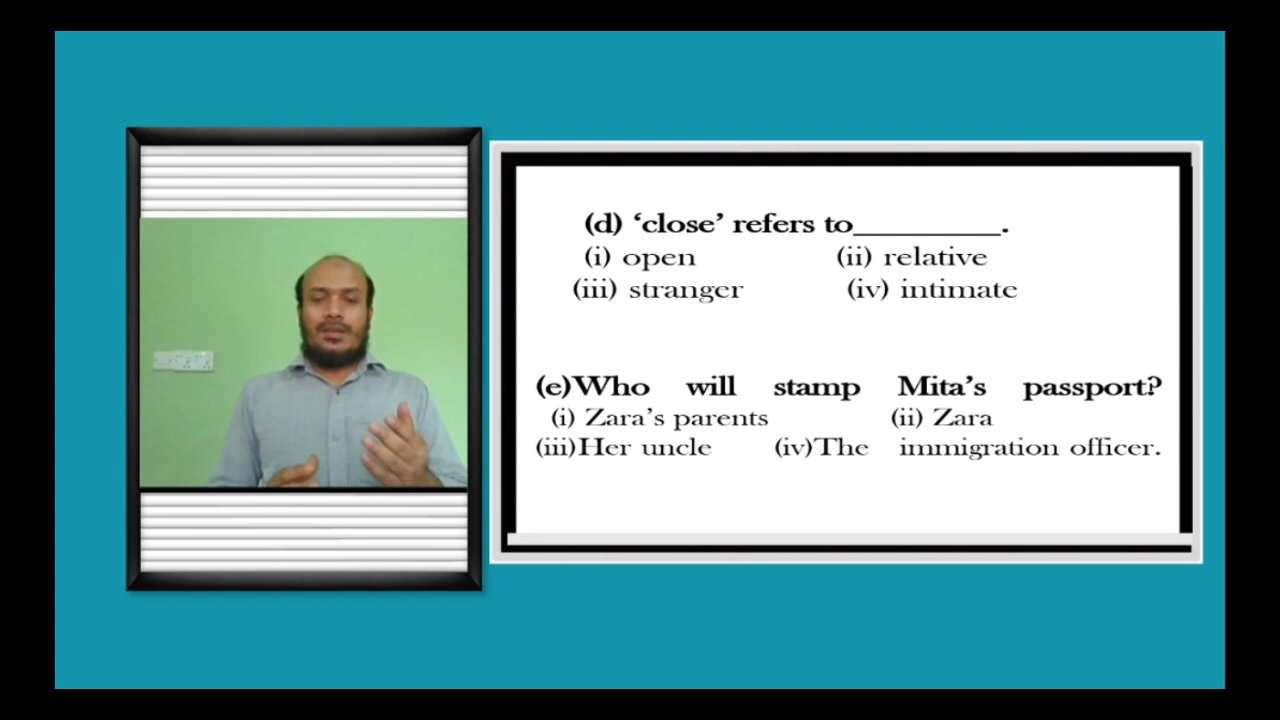 (d) ‘close’ refers to__________.
(i) open (ii) relative
(iii) stranger (iv) intimate
(e)Who will stamp Mita’s passport?
(i) Zara’s parents (ii) Zara
(iii)Her uncle (iv)The immigration officer.